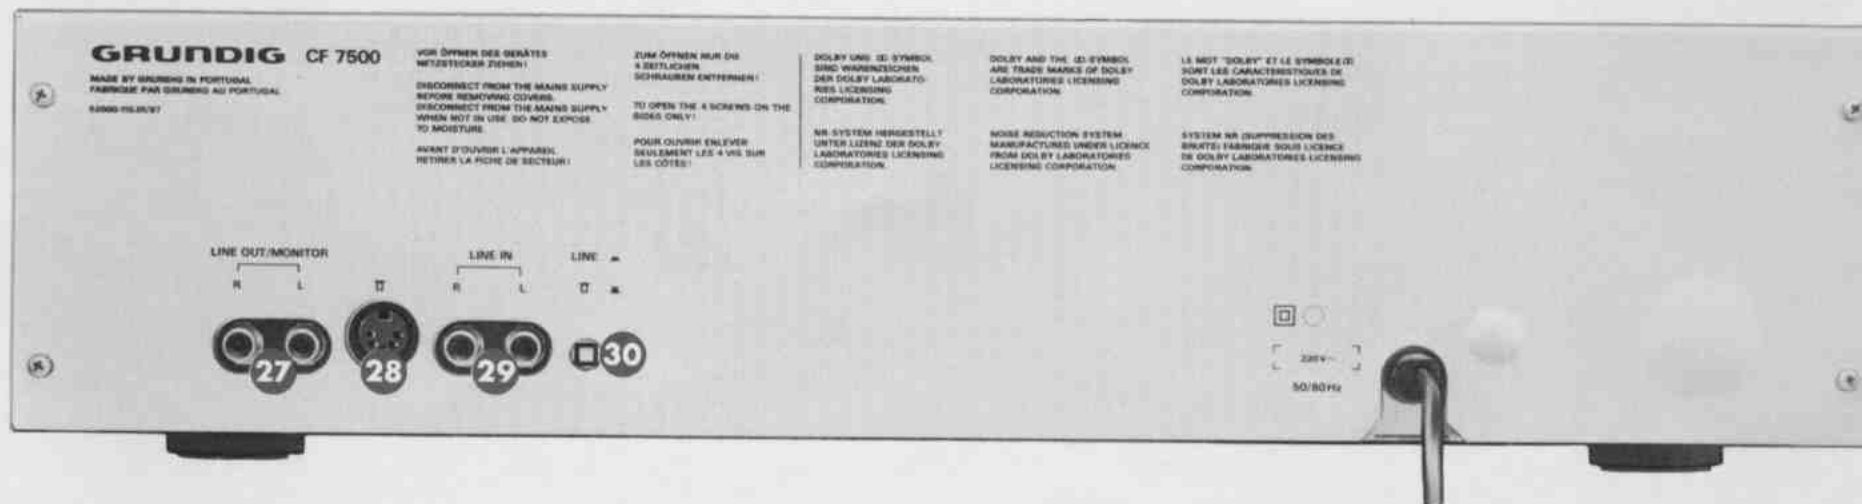 GRUNDIG CF 7500
MADE BY GRUNDIG IN PORTUGAL
FABRIQUE PAR GRUNDIG AU PORTUGAL
VOR ÖFFNEN DES GERÄTES
NETZSTECKER ZIEHEN!
DISCONNECT FROM THE MAINS SUPPLY
BEFORE REMOVING COVERS.
DISCONNECT FROM THE MAINS SUPPLY
WHEN NOT IN USE. DO NOT EXPOSE
TO MOISTURE.
AVANT D'OUVRIR L'APPAREIL
RETIRER LA FICHE DE SECTEUR!
ZUM ÖFFNEN NUR DIE
4 SEITLICHEN
SCHRAUBEN ENTFERNEN!
TO OPEN THE 4 SCREWS ON THE
SIDES ONLY!
POUR OUVRIR ENLEVER
SEULEMENT LES 4 VIS SUR
LES CÔTES!
DOLBY UND SYMBOL
SIND WARENZEICHEN
DER DOLBY LABORATO-
RIES LICENSING
CORPORATION.
NR-SYSTEM HERGESTELLT
UNTER LIZENZ DER DOLBY
LABORATORIES LICENSING
CORPORATION.
DOLBY AND THE SYMBOL
ARE TRADE MARKS OF DOLBY
LABORATORIES LICENSING
CORPORATION.
NOISE REDUCTION SYSTEM
MANUFACTURED UNDER LICENCE
FROM DOLBY LABORATORIES
LICENSING CORPORATION
LE MOT "DOLBY" ET LE SYMBOLE
SONT LES CARACTERISTIQUES DE
DOLBY LABORATORIES LICENSING
CORPORATION.
SYSTEM NR (SUPPRESSION DES
BRUITS) FABRIQUE SOUS LICENCE
DE DOLBY LABORATORIES LICENSING
CORPORATION.
LINE OUT/MONITOR
R L
LINE IN
R L
LINE
27
28
29
30
220V~
50/60Hz